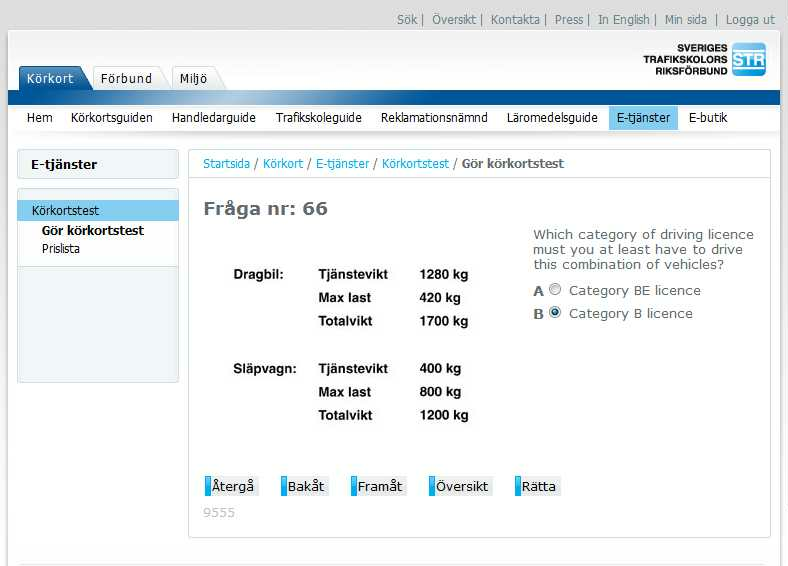 Sök | Översikt | Kontakta | Press | In English | Min sida | Logga ut
SVERIGES
TRAFIKSKOLORS
RIKSFÖRBUND
STR
Körkort Förbund Miljö
Hem Körkortsguiden Handledarguide Trafikskoleguide Reklamationsnämnd Läromedelsguide E-tjänster E-butik
E-tjänster
Körkortstest
Gör körkortstest
Prislista
Startsida / Körkort / E-tjänster / Körkortstest / Gör körkortstest
Fråga nr: 66
Dragbil: Tjänstevikt 1280 kg
Max last 420 kg
Totalvikt 1700 kg
Släpvagn: Tjänstevikt 400 kg
Max last 800 kg
Totalvikt 1200 kg
Which category of driving licence
must you at least have to drive
this combination of vehicles?
A Category BE licence
B Category B licence
Återgå Bakåt Framåt Översikt Rätta
9555